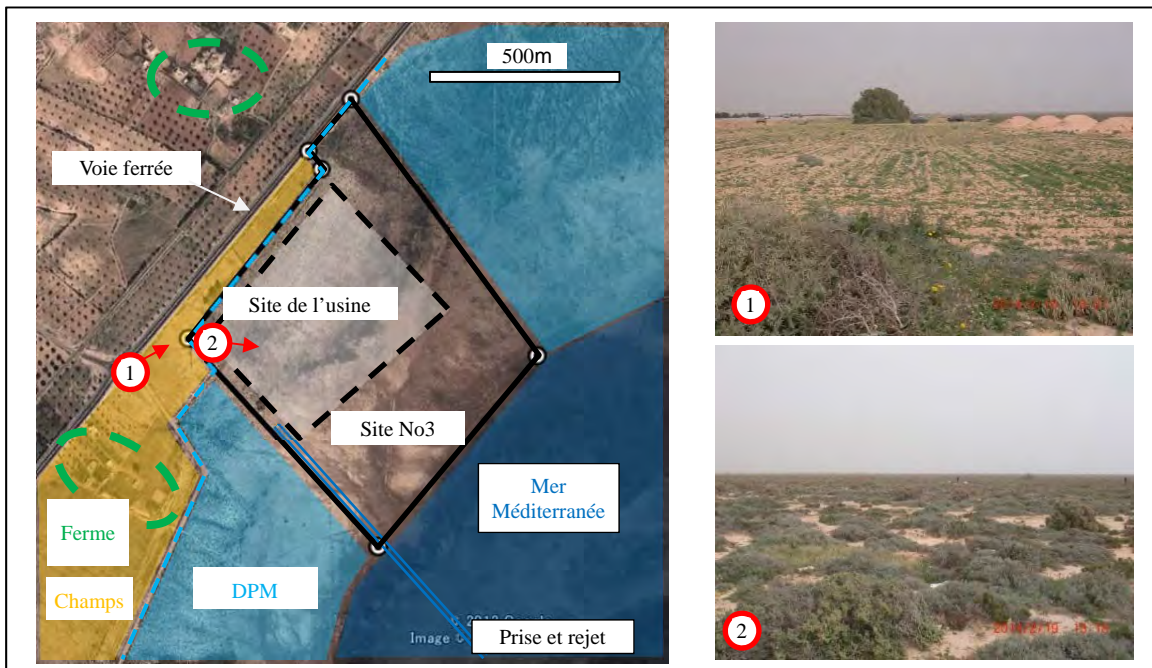 500m
Voie ferrée
Site de l'usine
2
1
Site No3
Mer
Méditerranée
Ferme
Champs
DPM
Prise et rejet
Image ©
1
2